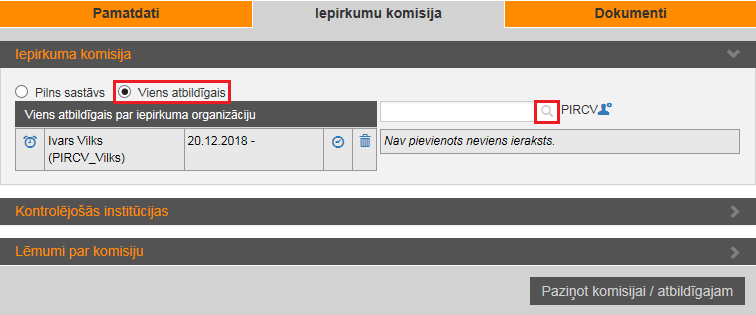 Pamatdati Iepirkumu komisija Dokumenti
Iepirkuma komisija
Pilns sastāvs Viens atbildīgais
Viens atbildīgais par iepirkuma organizāciju PIRCV
Ivars Vilks 20.12.2018 - Nav pievienots neviens ieraksts.
(PIRCV_Vilks)
Kontrolējošās institūcijas
Lēmumi par komisiju
Paziņot komisijai / atbildīgajam